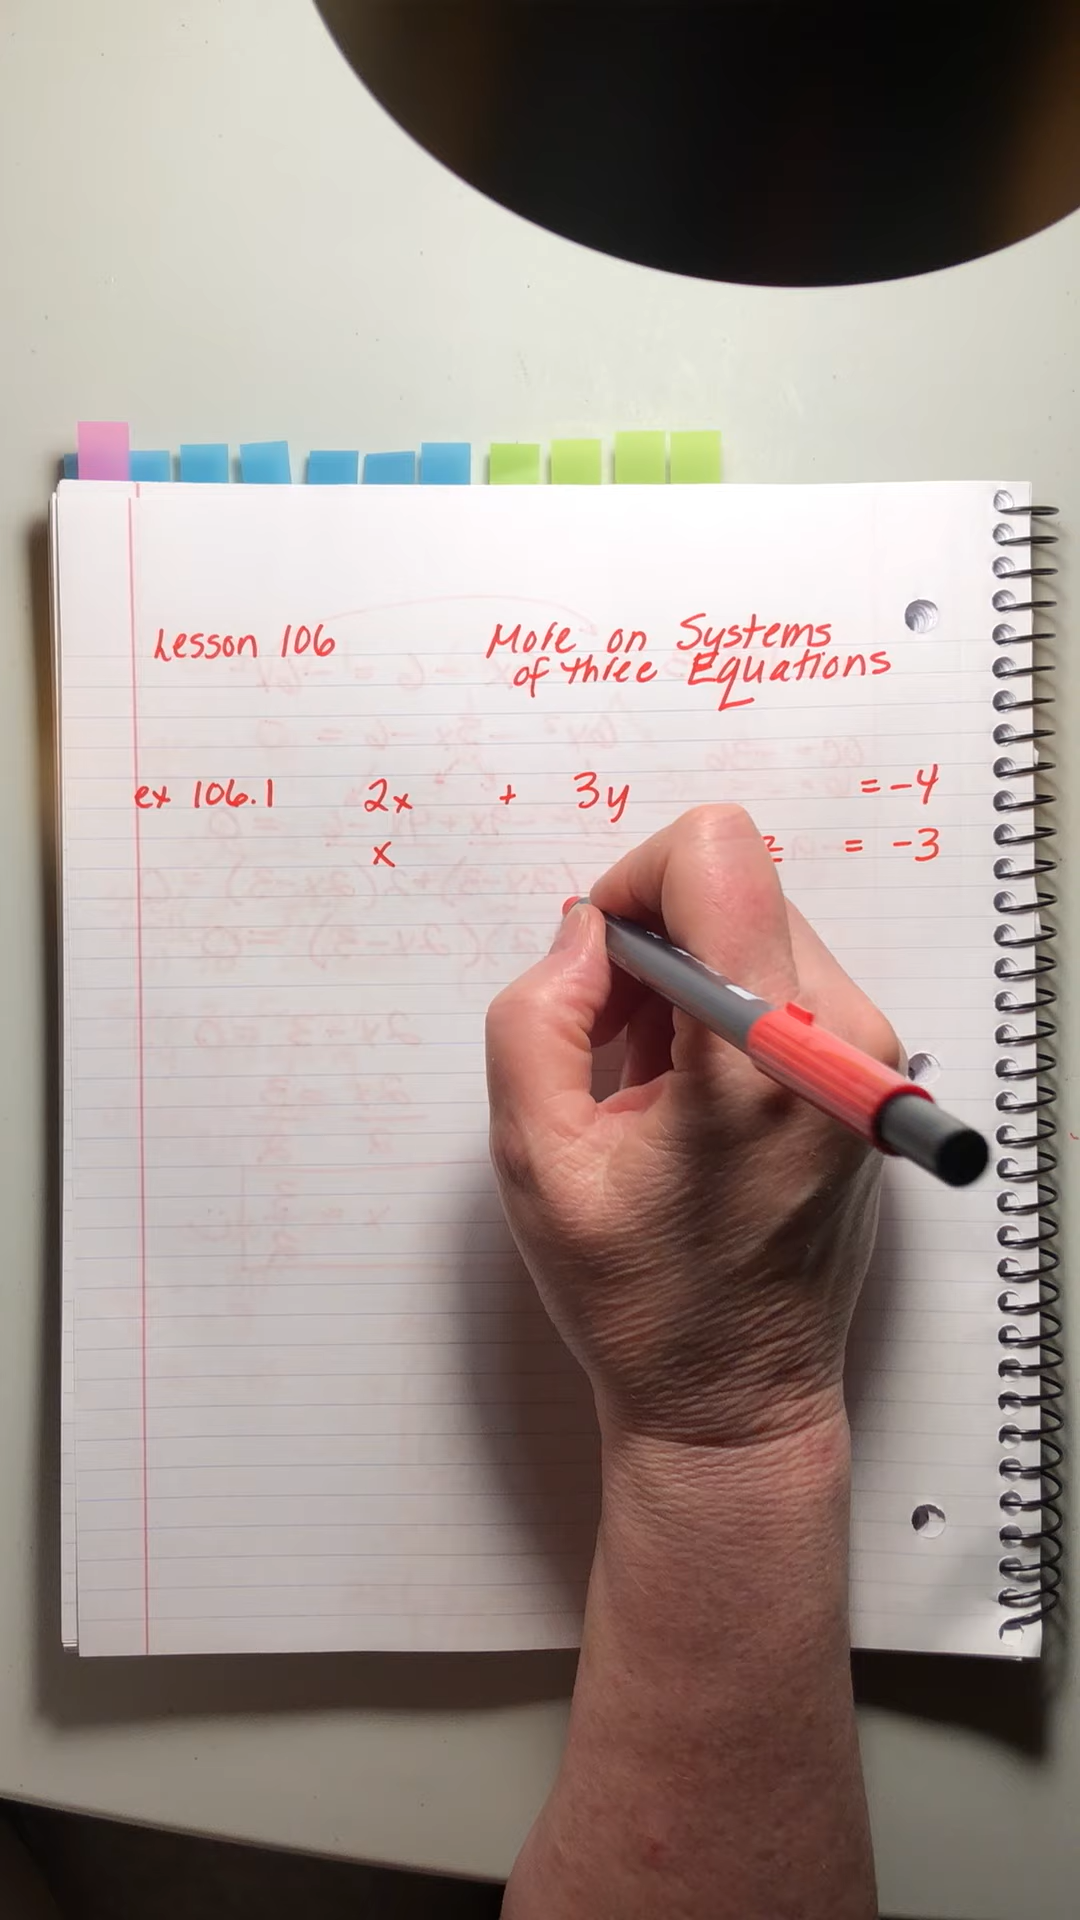 Lesson 106 More on Systems
of three Equations
ex 106.1 2x + 3y = -4
x z = -3